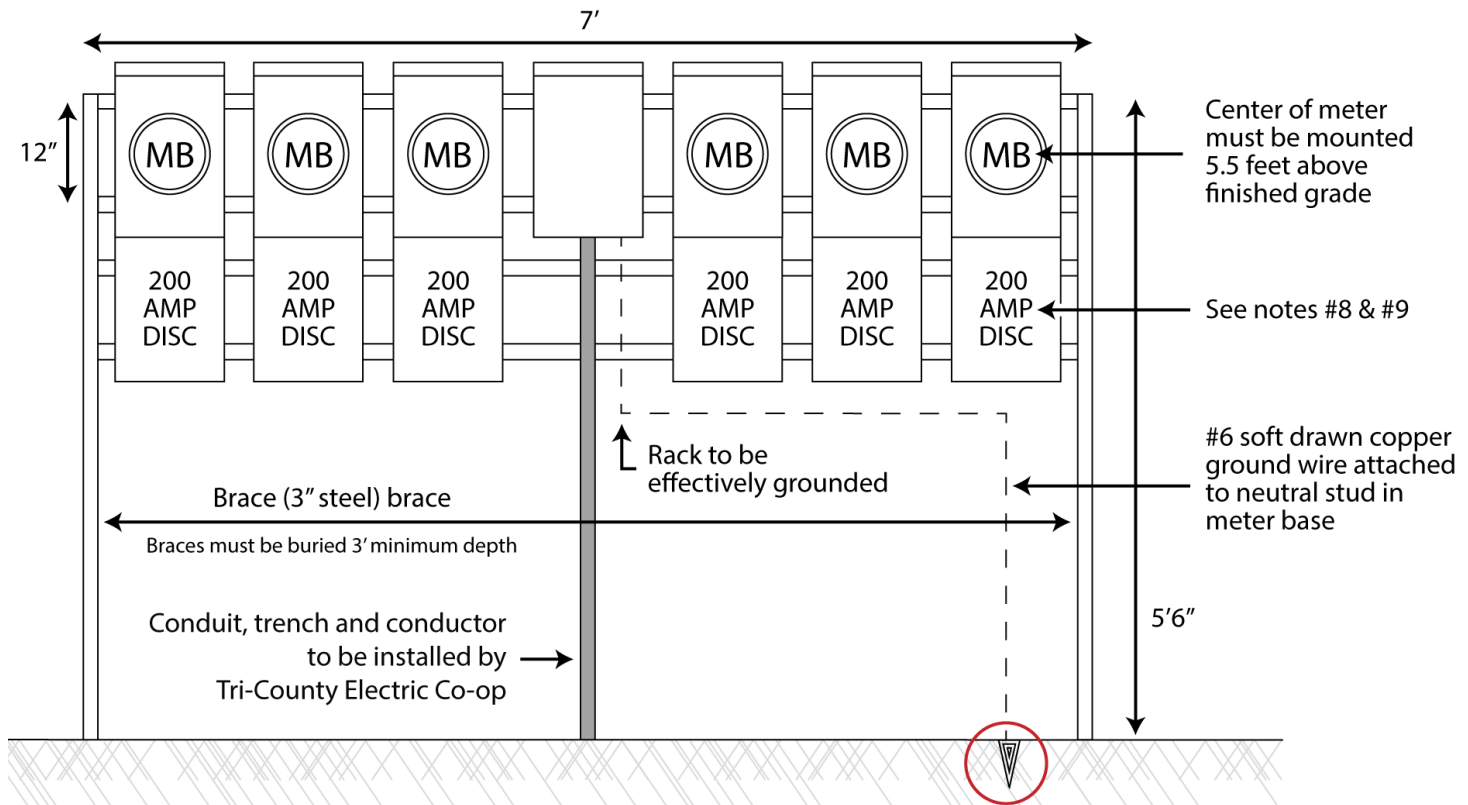 7’
12”
MB
MB
MB
MB
MB
MB
Center of meter
must be mounted
5.5 feet above
finished grade
200
AMP
DISC
200
AMP
DISC
200
AMP
DISC
200
AMP
DISC
200
AMP
DISC
200
AMP
DISC
See notes #8 & #9
Rack to be
effectively grounded
#6 soft drawn copper
ground wire attached
to neutral stud in
meter base
Brace (3” steel) brace
Braces must be buried 3’ minimum depth
Conduit, trench and conductor
to be installed by
Tri-County Electric Co-op
5’6”